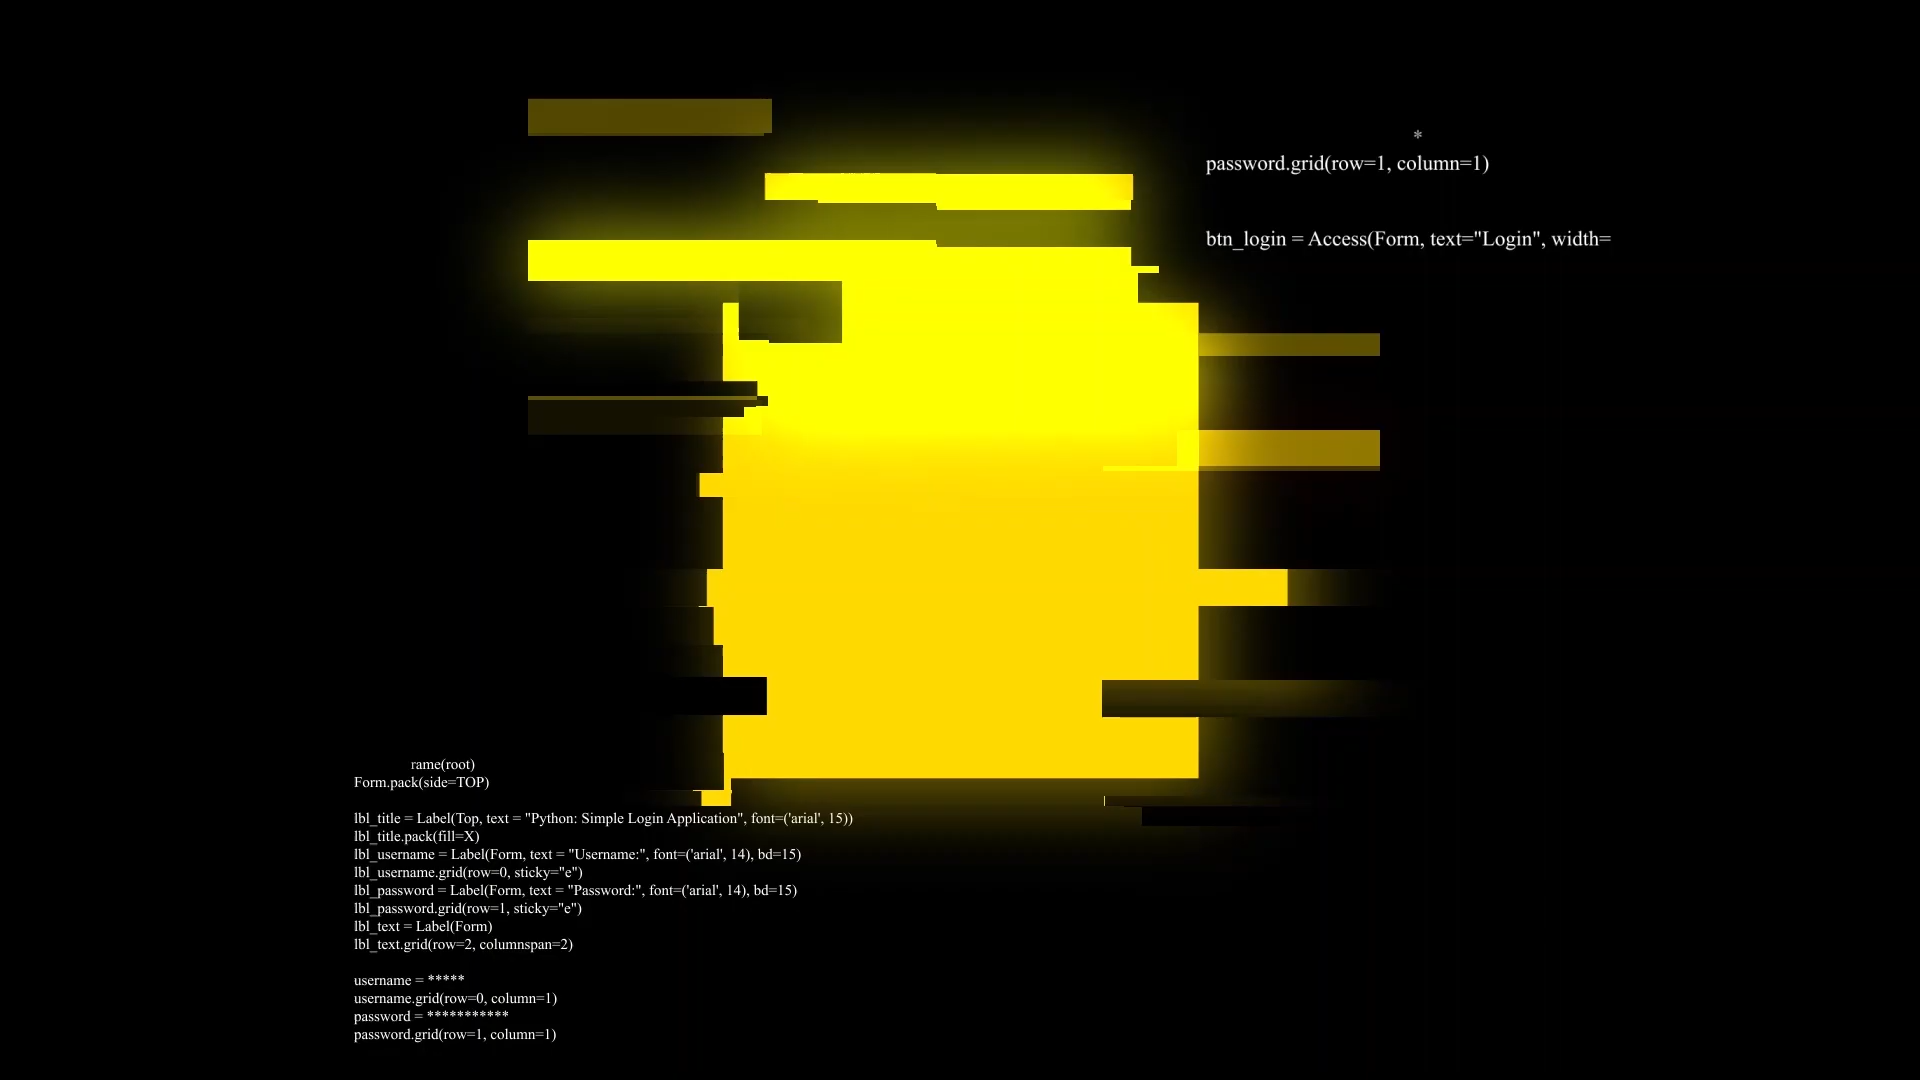 *
password.grid(row=1, column=1)
btn_login = Access(Form, text="Login", width=
rame(root)
Form.pack(side=TOP)
lbl_title = Label(Top, text = "Python: Simple Login Application", font=('arial', 15))
lbl_title.pack(fill=X)
lbl_username = Label(Form, text = "Username:", font=('arial', 14), bd=15)
lbl_username.grid(row=0, sticky="e")
lbl_password = Label(Form, text = "Password:", font=('arial', 14), bd=15)
lbl_password.grid(row=1, sticky="e")
lbl_text = Label(Form)
lbl_text.grid(row=2, columnspan=2)
username = *****
username.grid(row=0, column=1)
password = ***********
password.grid(row=1, column=1)